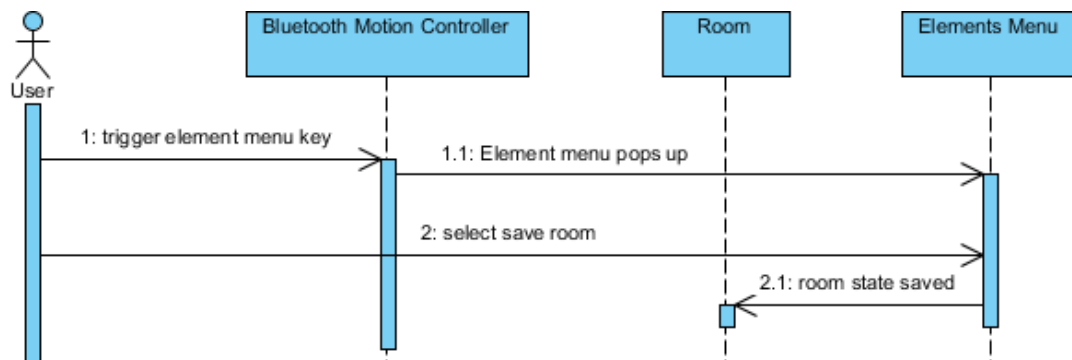 Bluetooth Motion Controller
Room
Elements Menu
User
1: trigger element menu key
1.1: Element menu pops up
2: select save room
2.1: room state saved